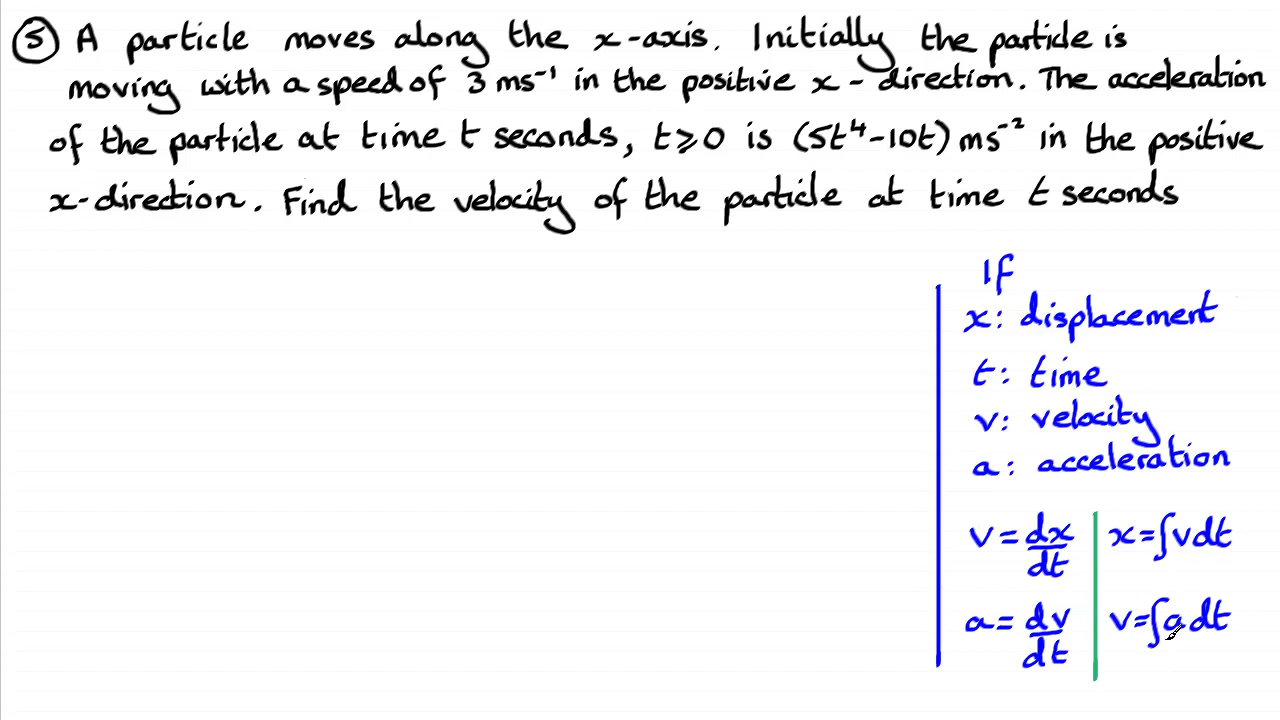 ⑤ A particle moves along the x-axis. Initially the particle is
moving with a speed of 3 ms⁻¹ in the positive x-direction. The acceleration
of the particle at time t seconds, t⩾0 is (5t⁴-10t) ms⁻² in the positive
x-direction. Find the velocity of the particle at time t seconds
If
x: displacement
t: time
v: velocity
a: acceleration
v = dx/dt | x=∫v dt
a = dv/dt | v=∫a dt